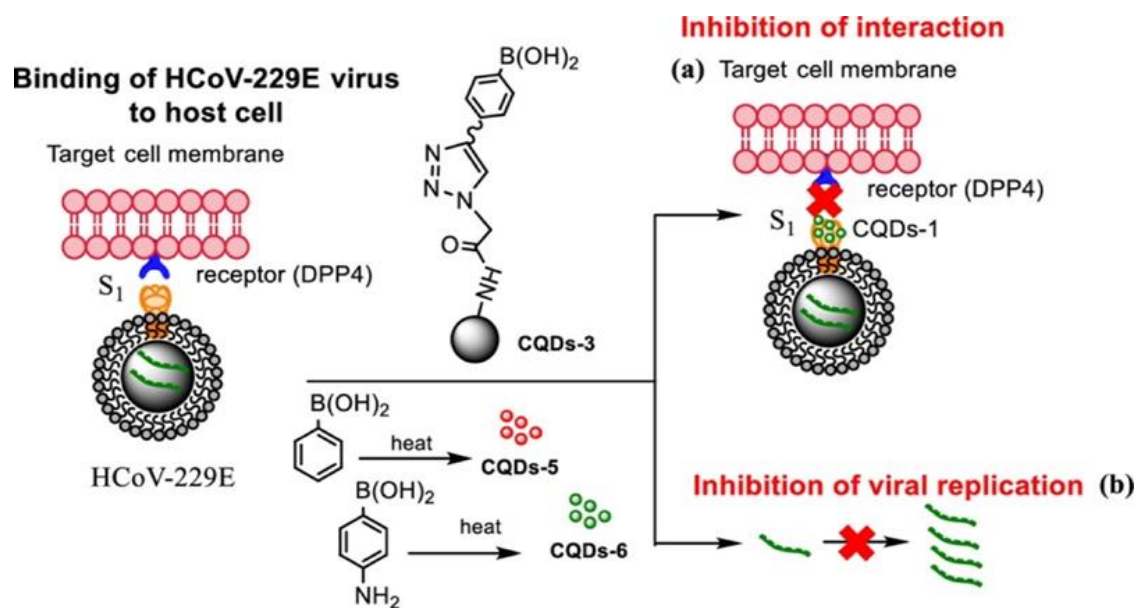 Binding of HCoV-229E virus
to host cell
Target cell membrane
S1
receptor (DPP4)
HCoV-229E
B(OH)2
N
N
N
O
NH
CQDs-3
B(OH)2
heat
CQDs-5
B(OH)2
heat
CQDs-6
NH2
Inhibition of interaction
(a) Target cell membrane
receptor (DPP4)
S1 CQDs-1
Inhibition of viral replication (b)